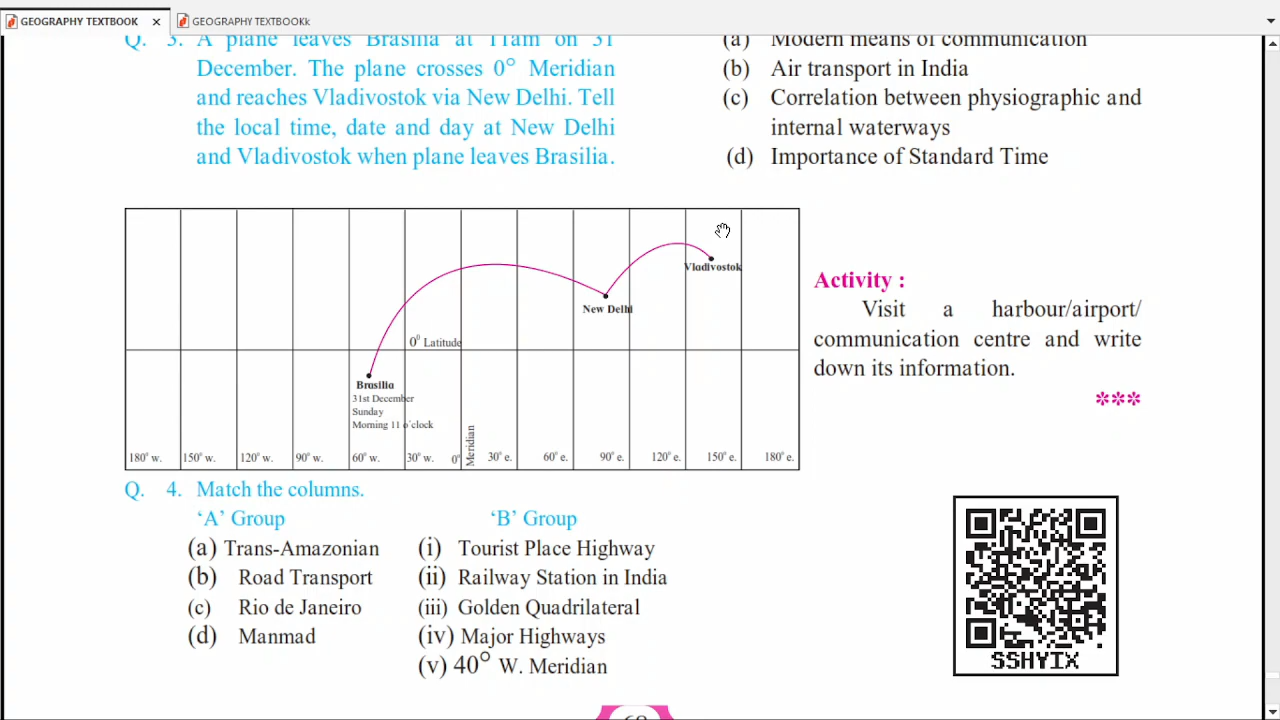 GEOGRAPHY TEXTBOOK
GEOGRAPHY TEXTBOOKk
Q. 3. A plane leaves Brasilia at 11am on 31
December. The plane crosses 0° Meridian
and reaches Vladivostok via New Delhi. Tell
the local time, date and day at New Delhi
and Vladivostok when plane leaves Brasilia.
(a) Modern means of communication
(b) Air transport in India
(c) Correlation between physiographic and
internal waterways
(d) Importance of Standard Time
Vladivostok
New Delhi
0° Latitude
Brasilia
31st December
Sunday
Morning 11 o'clock
180° w. 150° w. 120° w. 90° w. 60° w. 30° w. 0° Meridian 30° e. 60° e. 90° e. 120° e. 150° e. 180° e.
Activity :
Visit a harbour/airport/
communication centre and write
down its information.
***
Q. 4. Match the columns.
‘A’ Group ‘B’ Group
(a) Trans-Amazonian (i) Tourist Place Highway
(b) Road Transport (ii) Railway Station in India
(c) Rio de Janeiro (iii) Golden Quadrilateral
(d) Manmad (iv) Major Highways
(v) 40° W. Meridian
SSHYIX